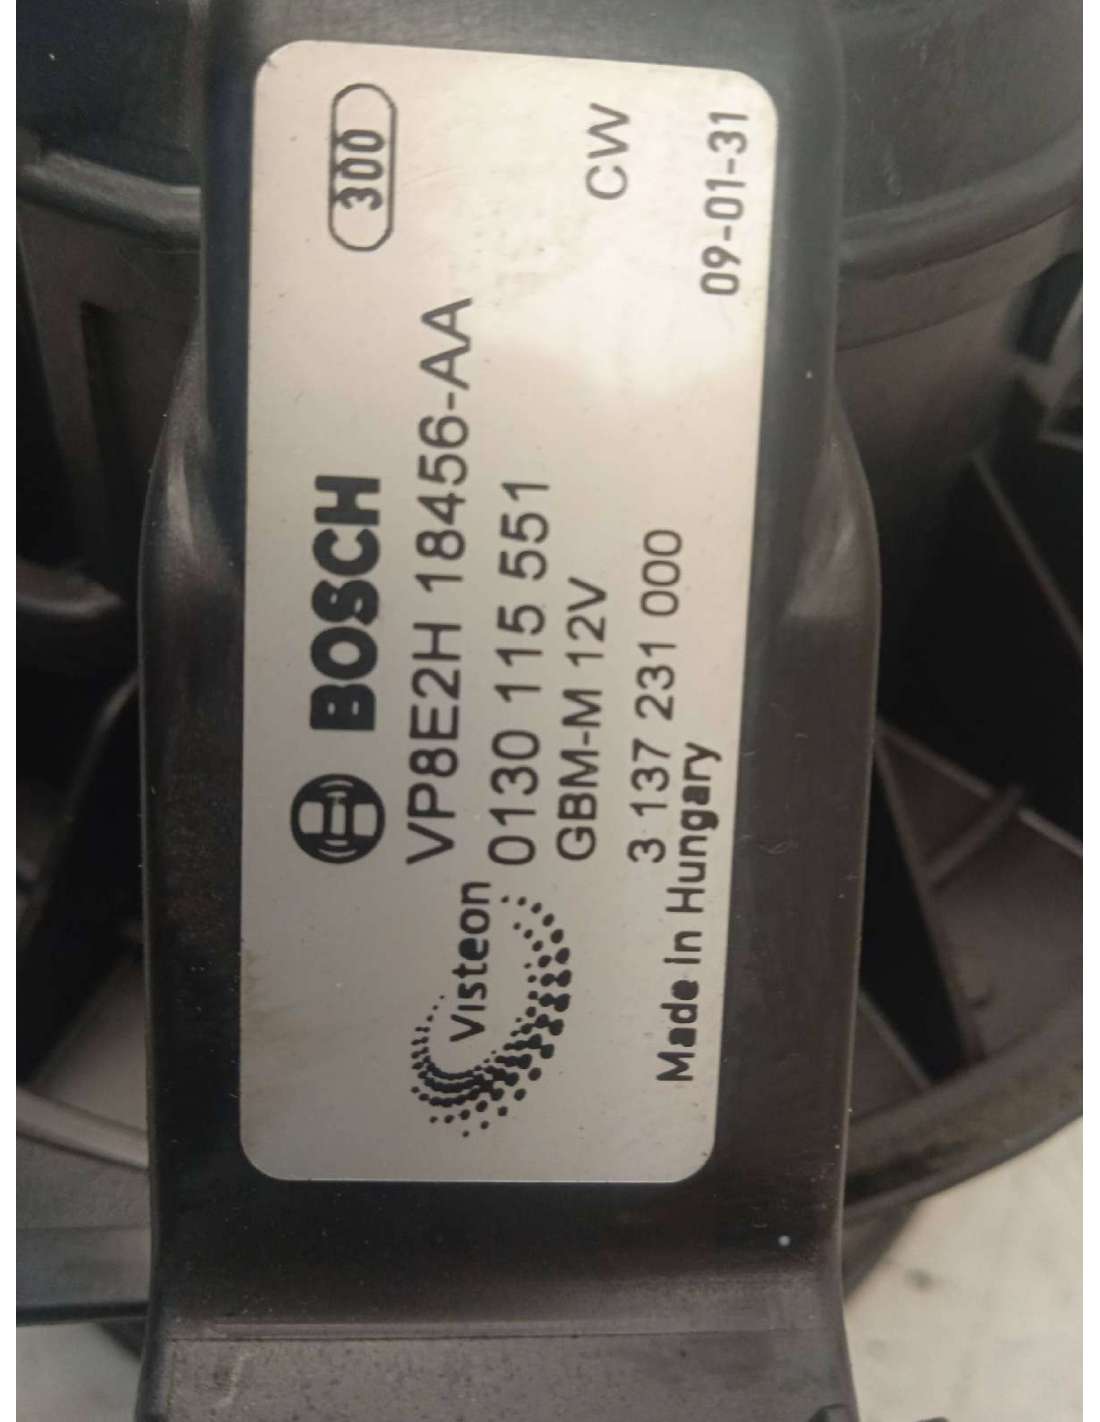 BOSCH
300
VP8E2H 18456-AA
Visteon
0130 115 551
GBM-M 12V
CW
3 137 231 000
Made in Hungary
09-01-31